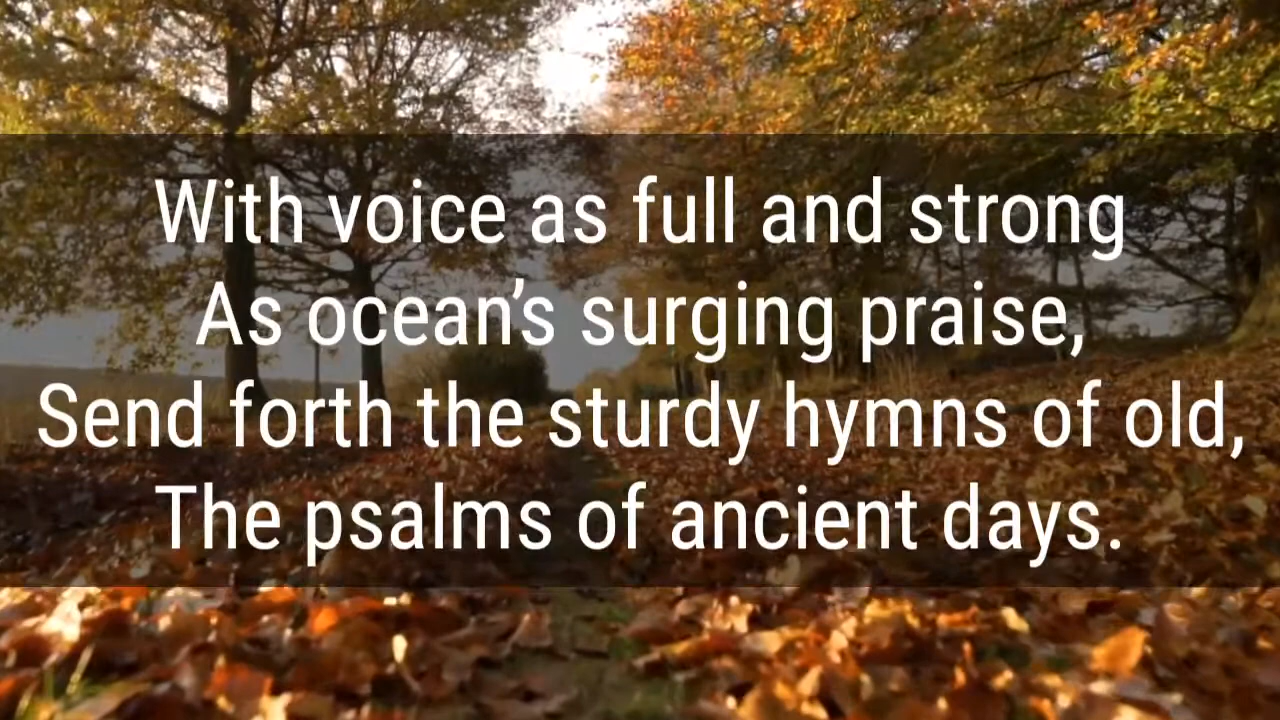 With voice as full and strong
As ocean’s surging praise,
Send forth the sturdy hymns of old,
The psalms of ancient days.